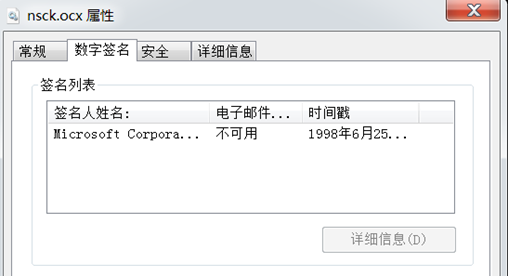 nsck.ocx 属性
常规 数字签名 安全 详细信息
签名列表
签名人姓名: 电子邮件... 时间戳
Microsoft Corpora... 不可用 1998年6月25...
详细信息(D)